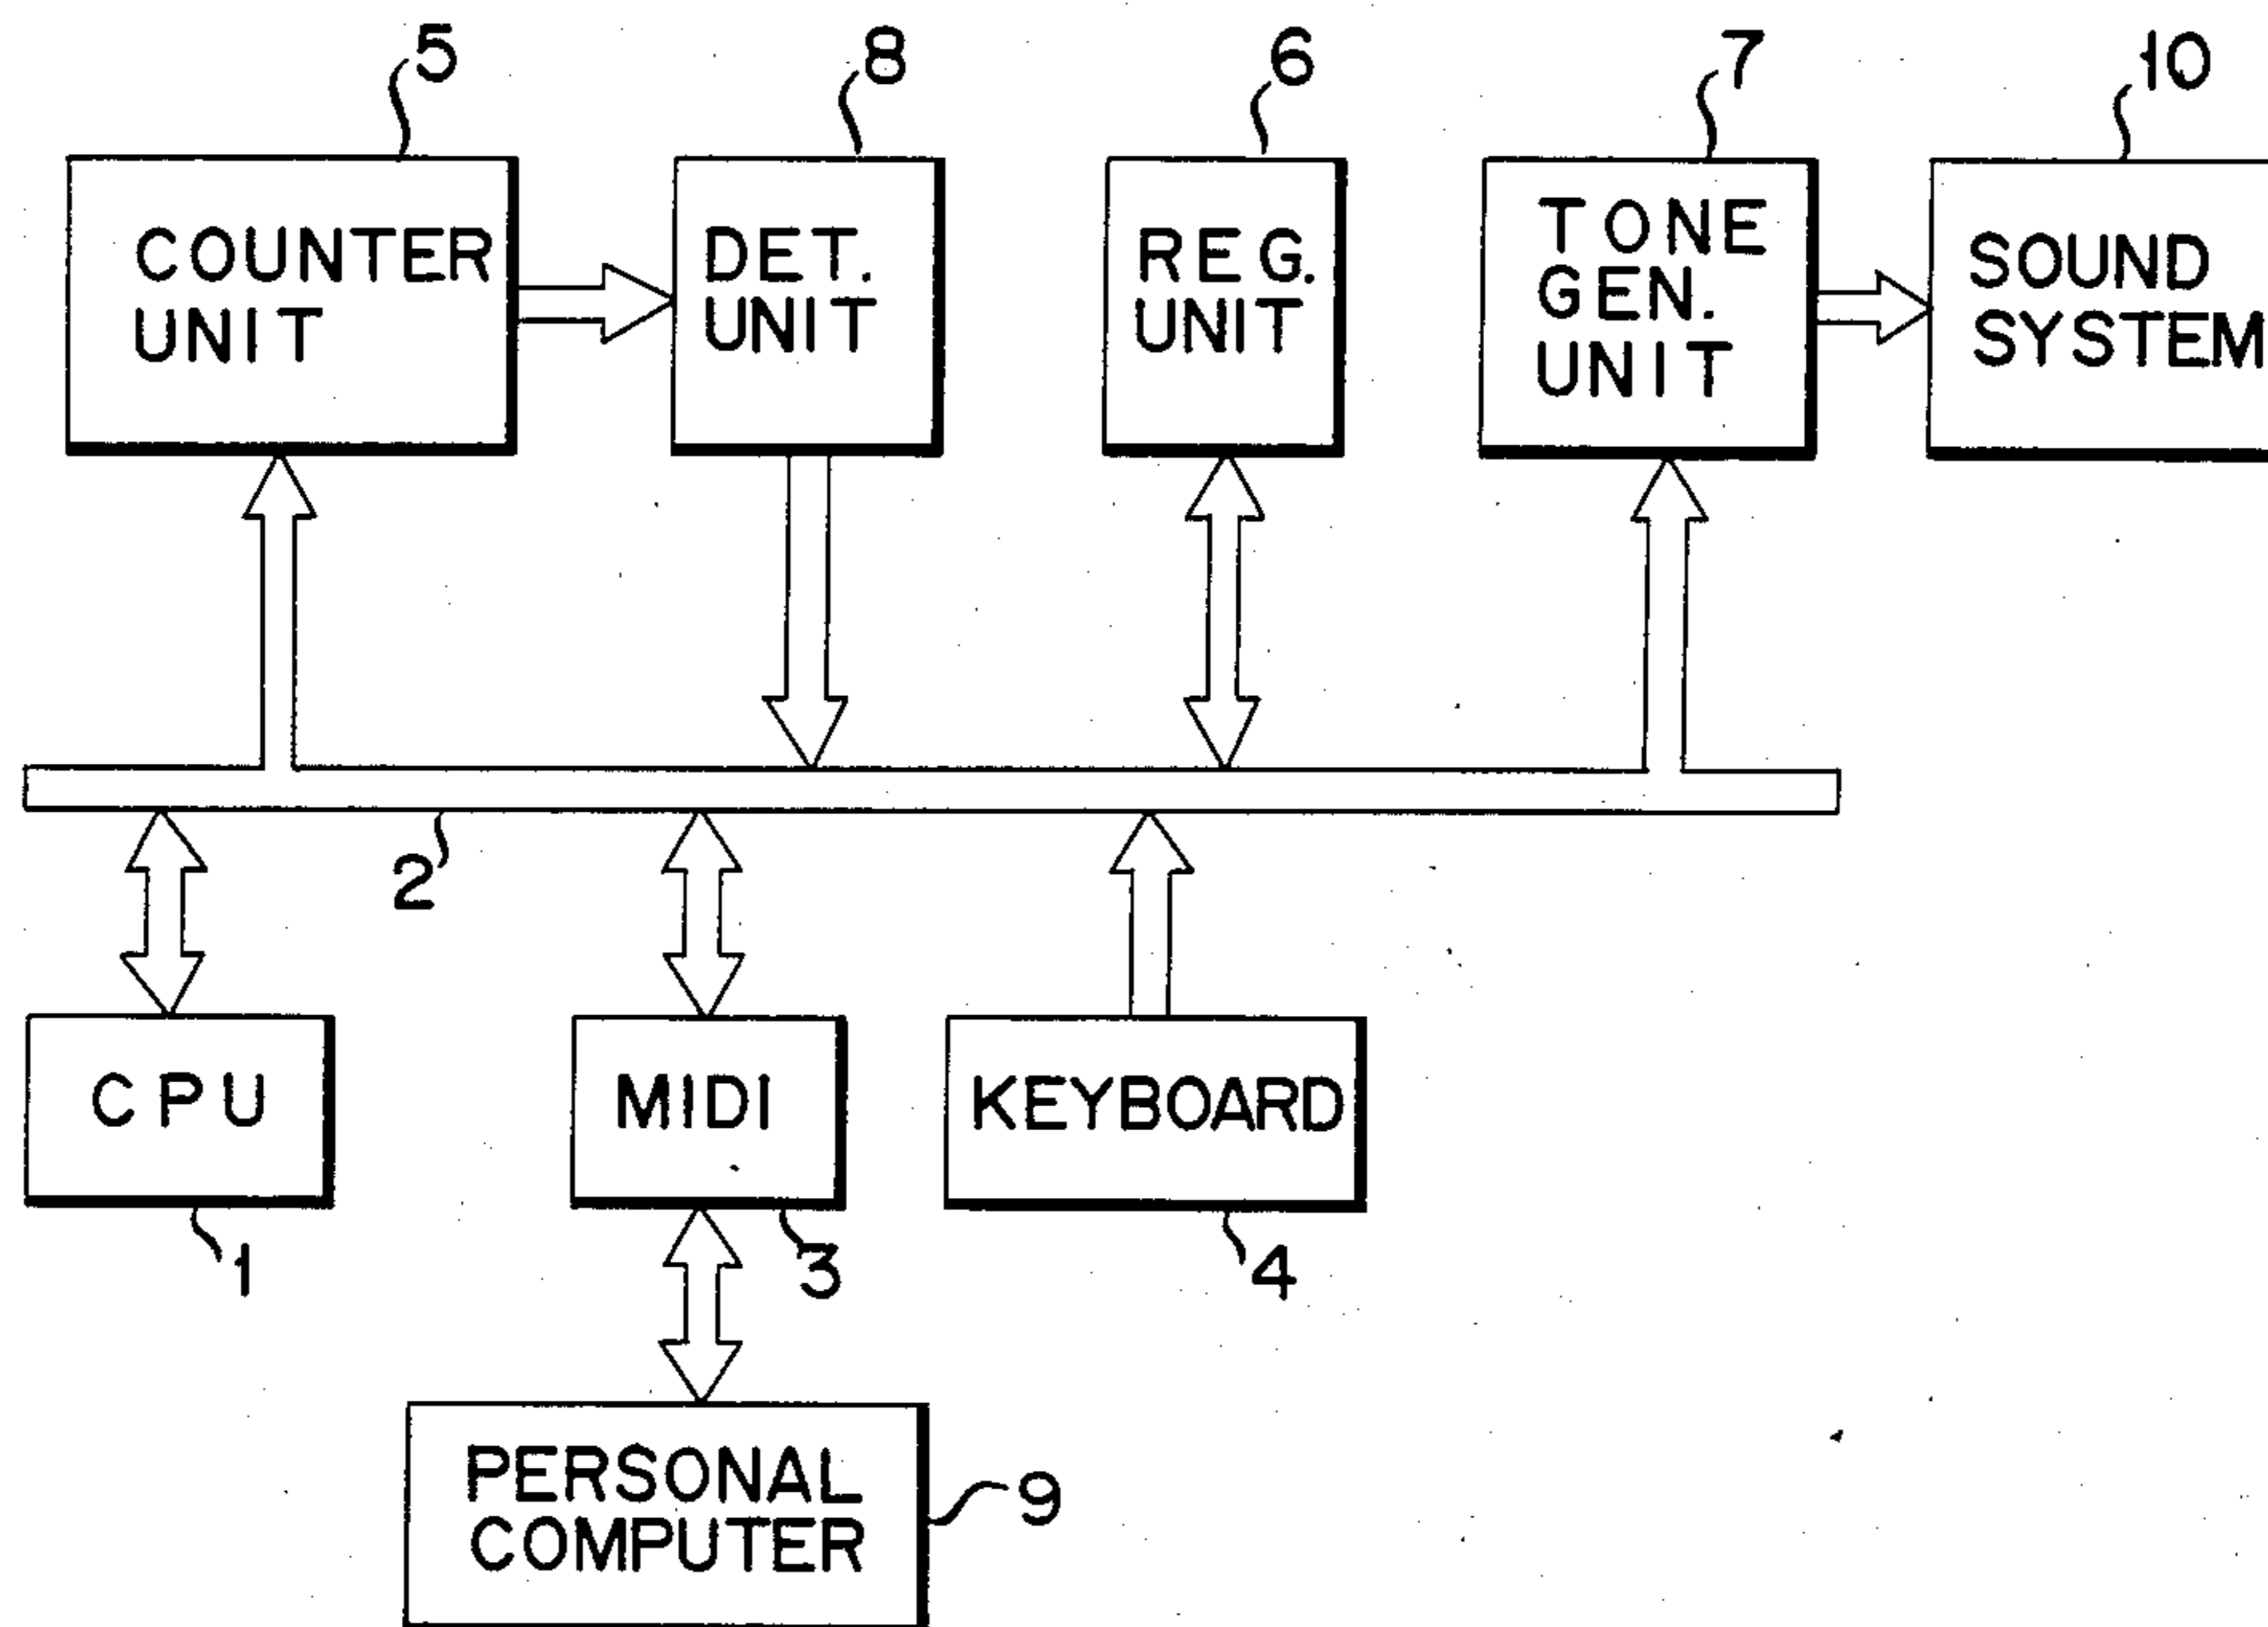 5
8
6
7
10
COUNTER
UNIT
DET.
UNIT
REG.
UNIT
TONE
GEN.
UNIT
SOUND
SYSTEM
2
CPU
MIDI
KEYBOARD
1
3
4
PERSONAL
COMPUTER
9